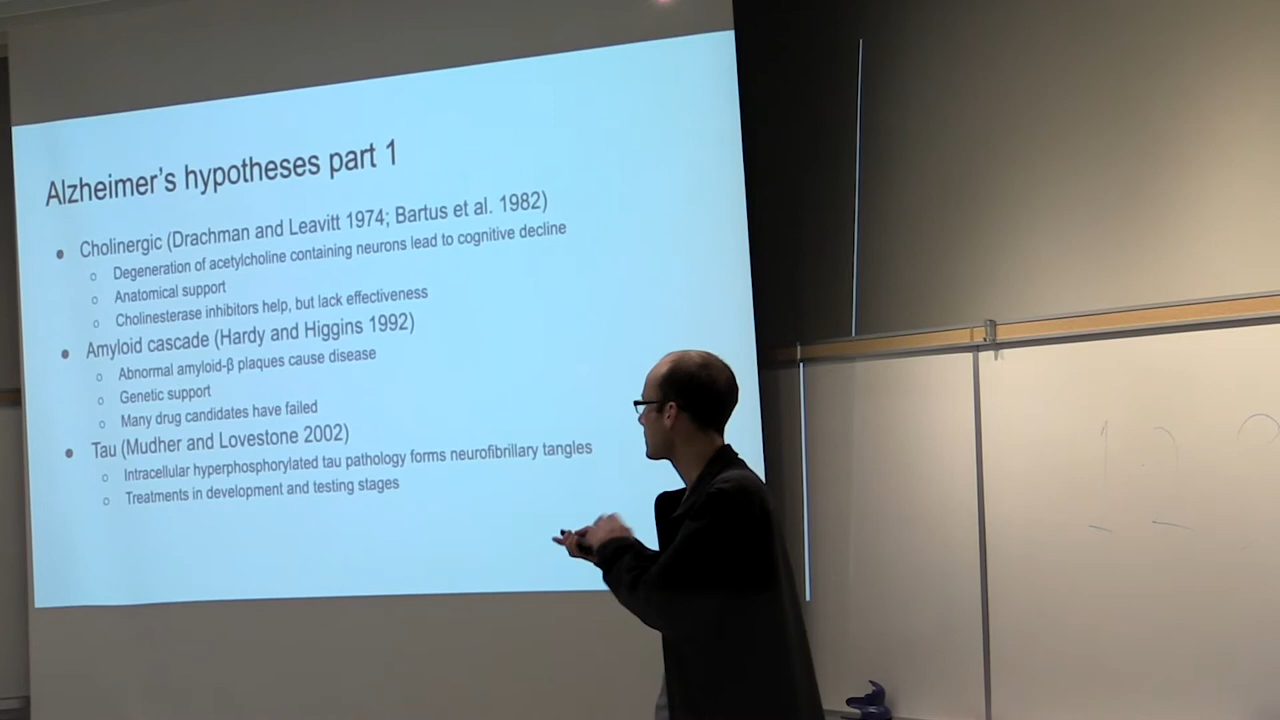 Alzheimer's hypotheses part 1
● Cholinergic (Drachman and Leavitt 1974; Bartus et al. 1982)
○ Degeneration of acetylcholine containing neurons lead to cognitive decline
○ Anatomical support
○ Cholinesterase inhibitors help, but lack effectiveness
● Amyloid cascade (Hardy and Higgins 1992)
○ Abnormal amyloid-β plaques cause disease
○ Genetic support
○ Many drug candidates have failed
● Tau (Mudher and Lovestone 2002)
○ Intracellular hyperphosphorylated tau pathology forms neurofibrillary tangles
○ Treatments in development and testing stages